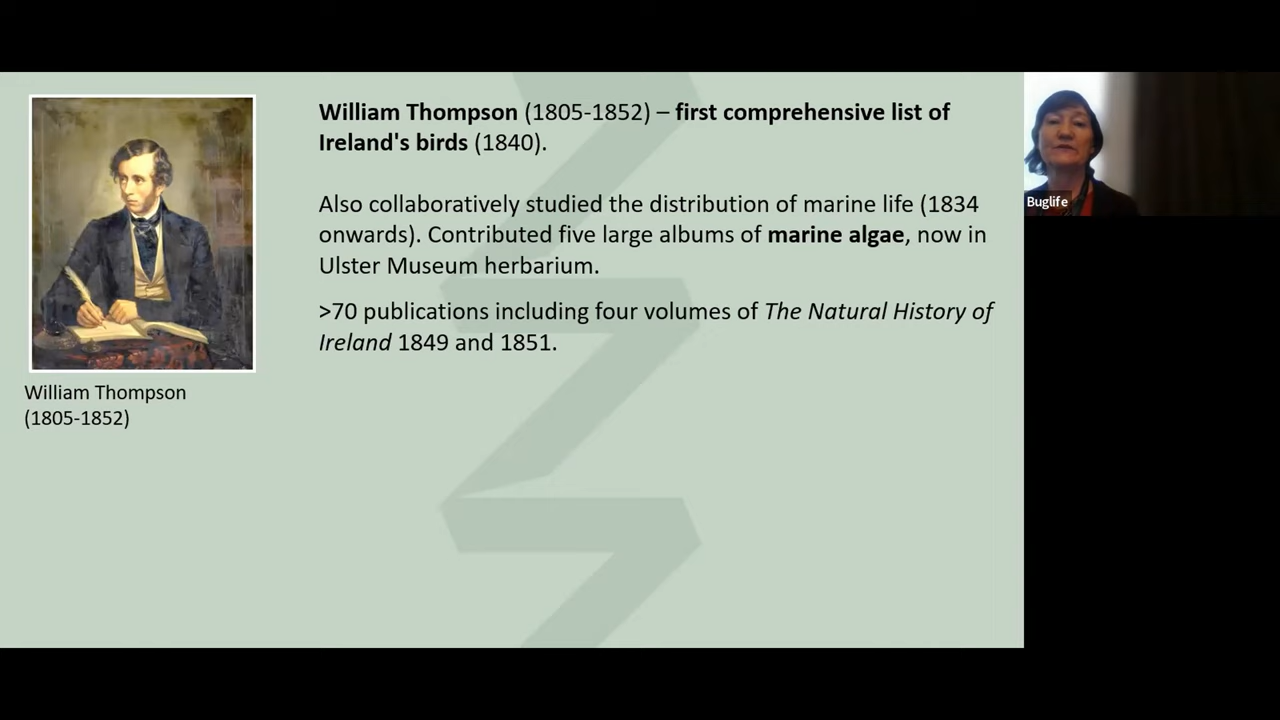 William Thompson (1805-1852) – first comprehensive list of
Ireland's birds (1840).
Also collaboratively studied the distribution of marine life (1834
onwards). Contributed five large albums of marine algae, now in
Ulster Museum herbarium.
>70 publications including four volumes of The Natural History of
Ireland 1849 and 1851.
William Thompson
(1805-1852)
Buglife